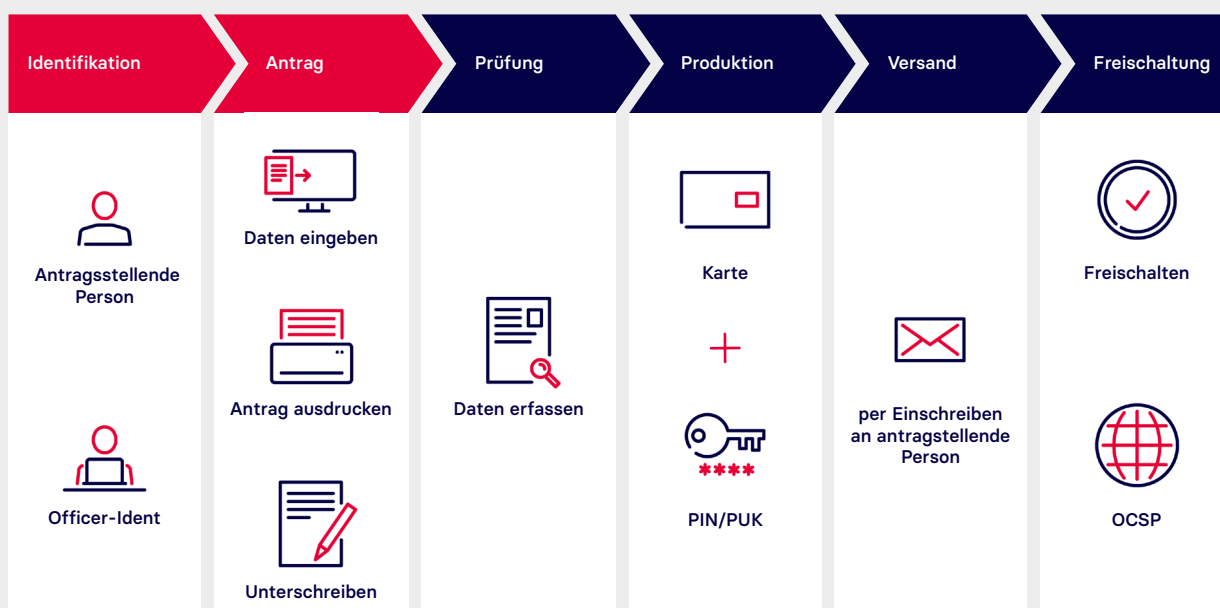 Identifikation
Antrag
Prüfung
Produktion
Versand
Freischaltung
Antragsstellende
Person
Officer-Ident
Daten eingeben
Antrag ausdrucken
Unterschreiben
Daten erfassen
Karte
+
****
PIN/PUK
per Einschreiben
an antragstellende
Person
Freischalten
OCSP